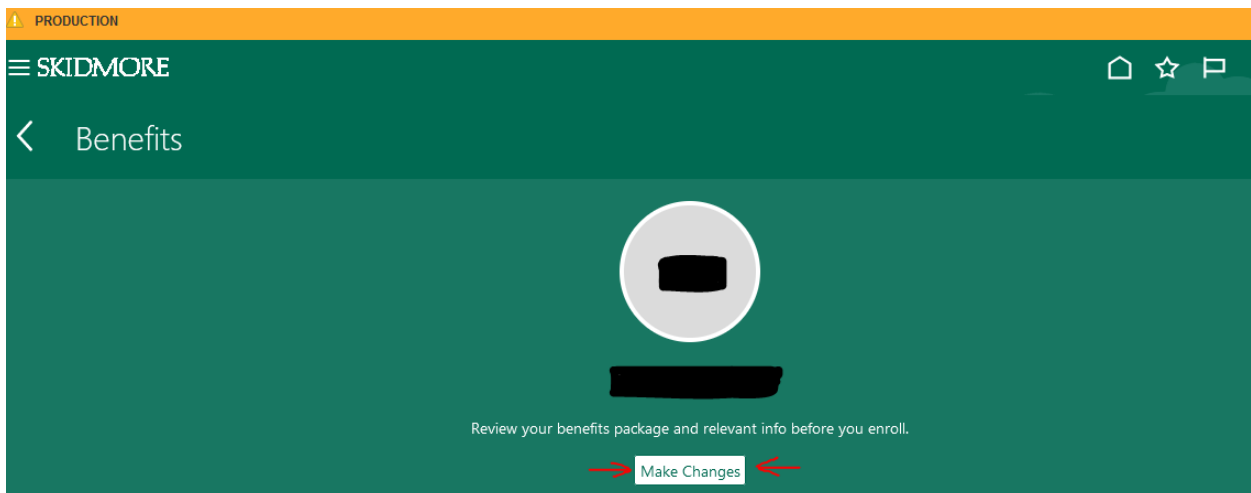 PRODUCTION
SKIDMORE
Benefits
Review your benefits package and relevant info before you enroll.
Make Changes